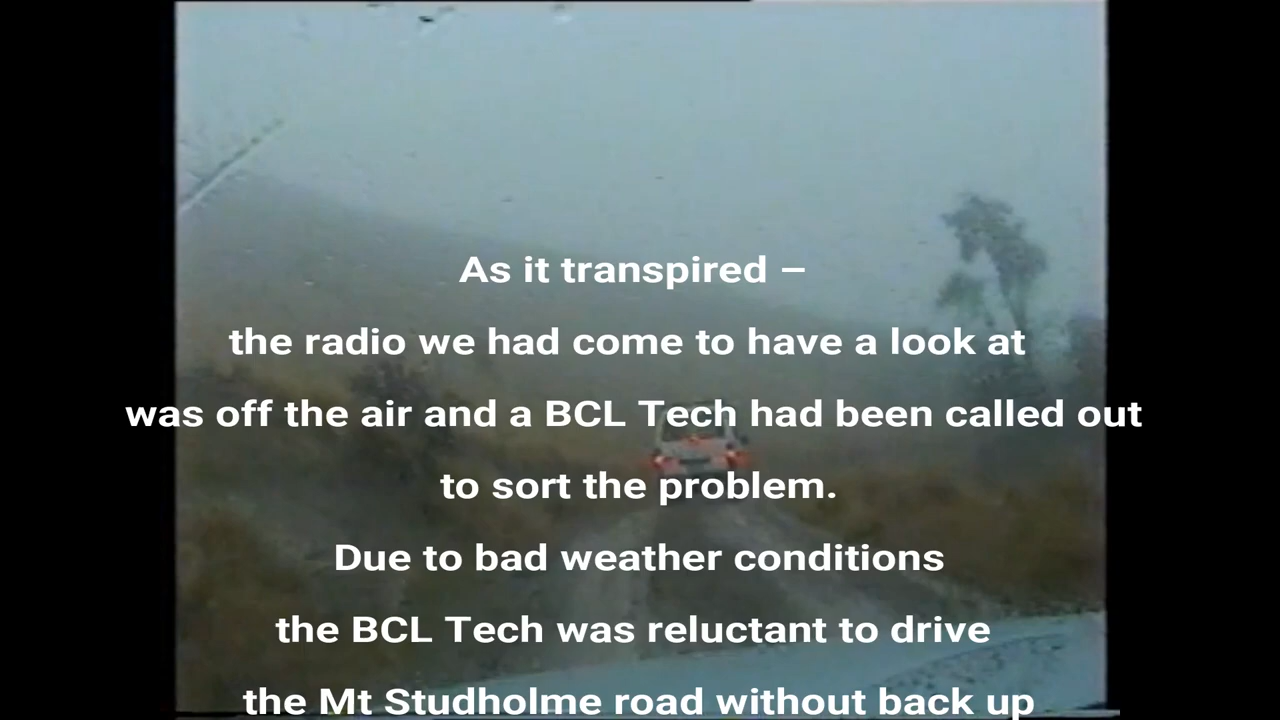 As it transpired –
the radio we had come to have a look at
was off the air and a BCL Tech had been called out
to sort the problem.
Due to bad weather conditions
the BCL Tech was reluctant to drive
the Mt Studholme road without back up